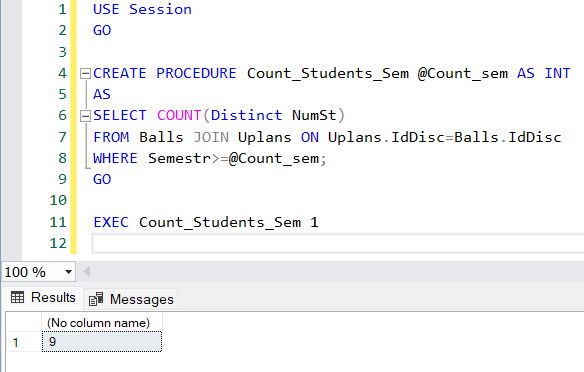 1 USE Session
2 GO
3
4 CREATE PROCEDURE Count_Students_Sem @Count_sem AS INT
5 AS
6 SELECT COUNT(Distinct NumSt)
7 FROM Balls JOIN Uplans ON Uplans.IdDisc=Balls.IdDisc
8 WHERE Semestr>=@Count_sem;
9 GO
10
11 EXEC Count_Students_Sem 1
12
100 %
Results Messages
(No column name)
1 9